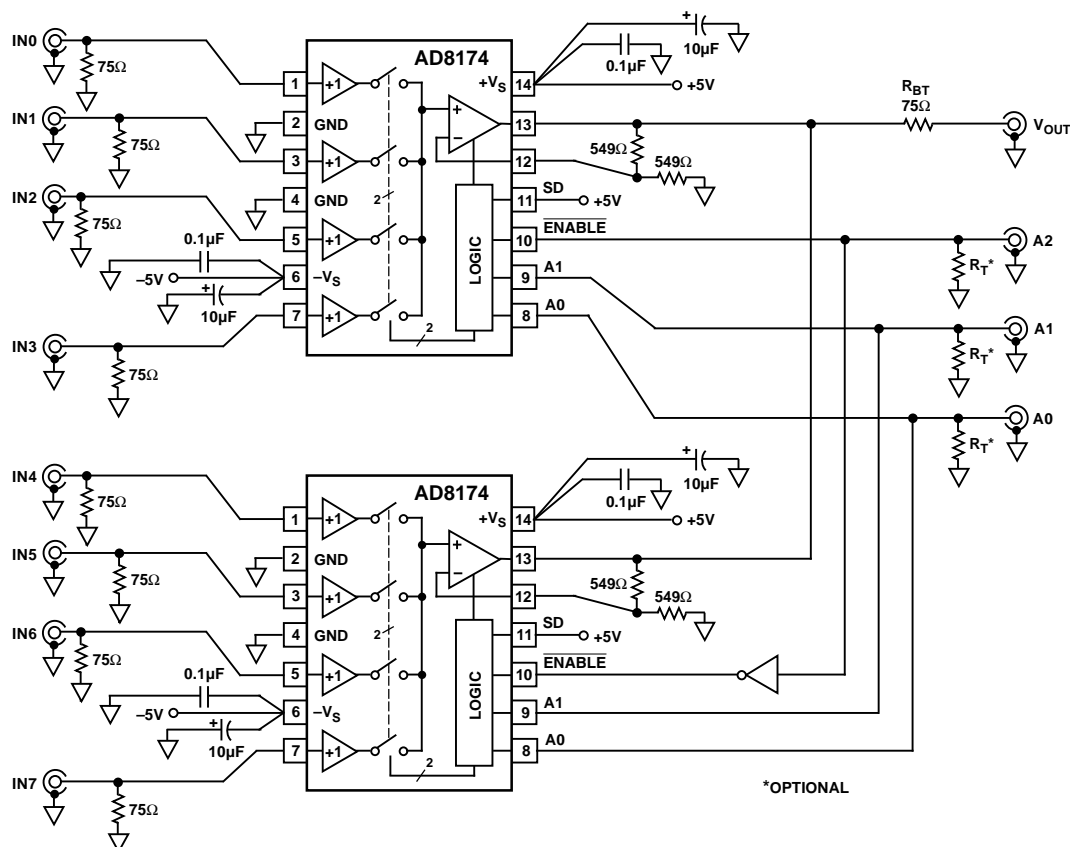 IN0
75Ω
IN1
75Ω
IN2
75Ω
0.1µF
–5V
10µF
IN3
75Ω
AD8174
1
+1
2
GND
3
+1
4
GND
2
5
+1
6
–VS
7
+1
2
+
–
LOGIC
+VS
14
13
12
11
SD
10
ENABLE
9
A1
8
A0
+
10µF
0.1µF
+5V
549Ω
549Ω
+5V
RBT
75Ω
VOUT
A2
RT*
A1
RT*
A0
RT*
IN4
75Ω
IN5
75Ω
IN6
75Ω
0.1µF
–5V
+
10µF
IN7
75Ω
AD8174
1
+1
2
GND
3
+1
4
GND
2
5
+1
6
–VS
7
+1
2
+
–
LOGIC
+VS
14
13
12
11
SD
10
ENABLE
9
A1
8
A0
+
10µF
0.1µF
+5V
549Ω
549Ω
+5V
*OPTIONAL